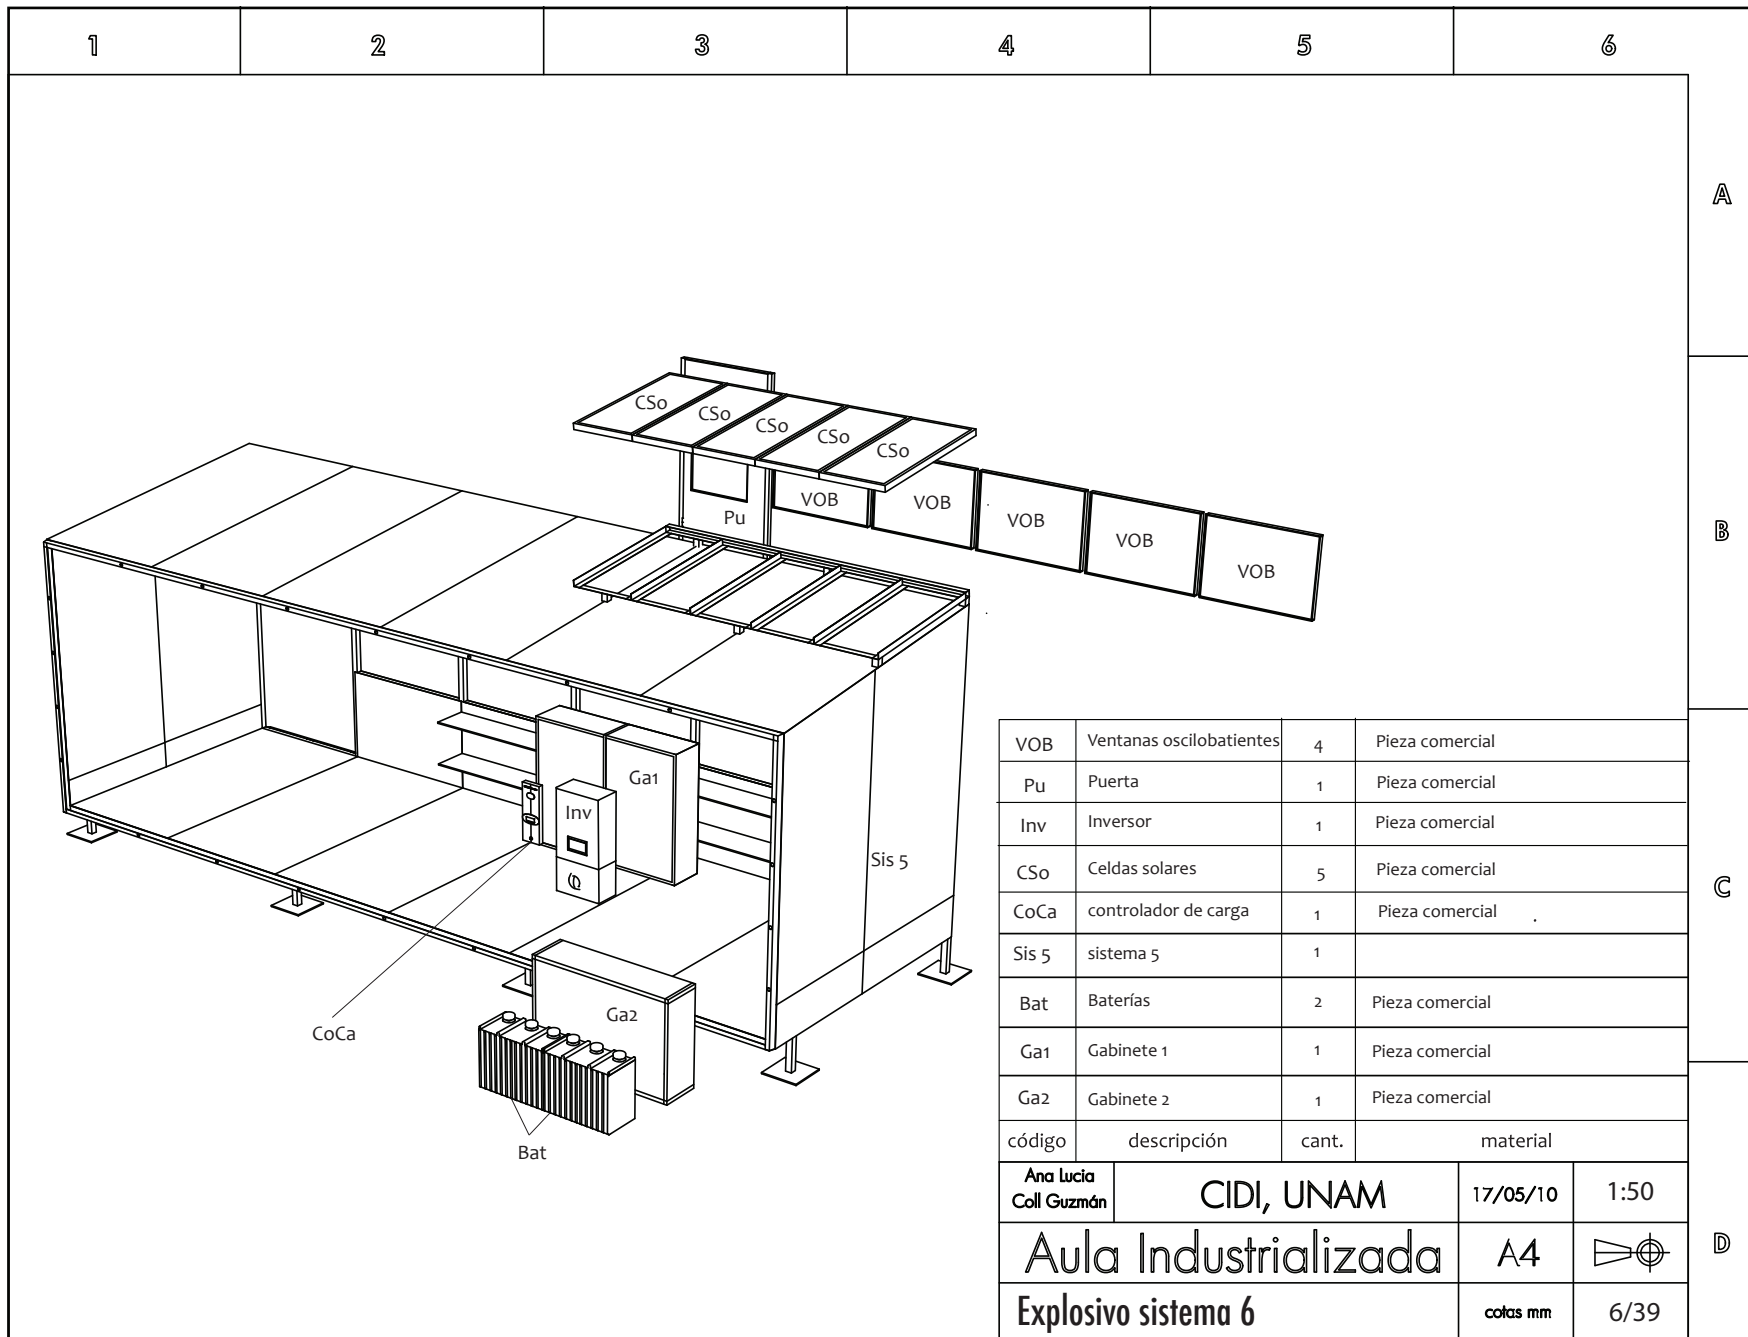 1 2 3 4 5 6
A
B
C
D
CSo
CSo
CSo
CSo
CSo
Pu
VOB
VOB
VOB
VOB
VOB
Ga1
Inv
Sis 5
CoCa
Ga2
Bat
VOB Ventanas oscilobatientes 4 Pieza comercial
Pu Puerta 1 Pieza comercial
Inv Inversor 1 Pieza comercial
CSo Celdas solares 5 Pieza comercial
CoCa controlador de carga 1 Pieza comercial .
Sis 5 sistema 5 1
Bat Baterías 2 Pieza comercial
Ga1 Gabinete 1 1 Pieza comercial
Ga2 Gabinete 2 1 Pieza comercial
código descripción cant. material
Ana Lucia
Coll Guzmán
CIDI, UNAM
17/05/10
1:50
Aula Industrializada
A4
Explosivo sistema 6
cotas mm
6/39